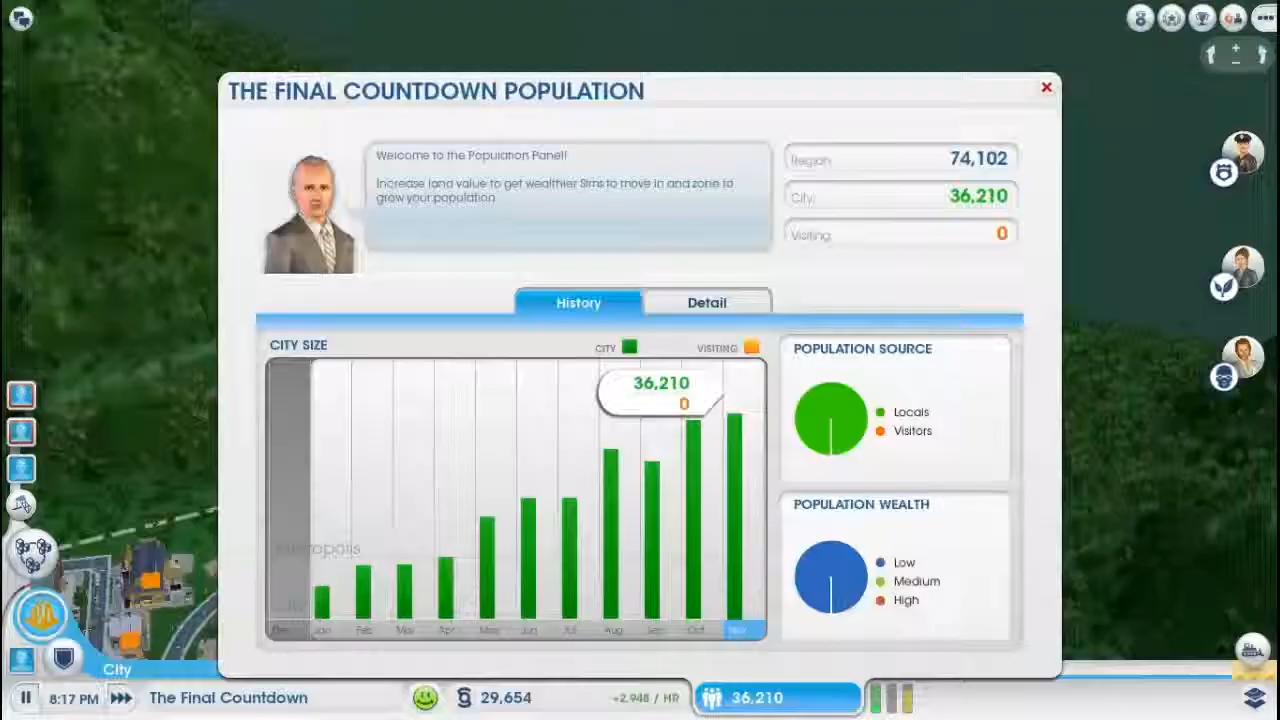 THE FINAL COUNTDOWN POPULATION
Welcome to the Population Panel!
Increase land value to get wealthier Sims to move in and zone to
grow your population
Region: 74,102
City: 36,210
Visiting: 0
History
Detail
CITY SIZE
CITY
VISITING
36,210
0
Metropolis
Dec Jan Feb Mar Apr May Jun Jul Aug Sep Oct Nov
POPULATION SOURCE
Locals
Visitors
POPULATION WEALTH
Low
Medium
High
City
8:17 PM
The Final Countdown
29,654
+2,948 / HR
36,210